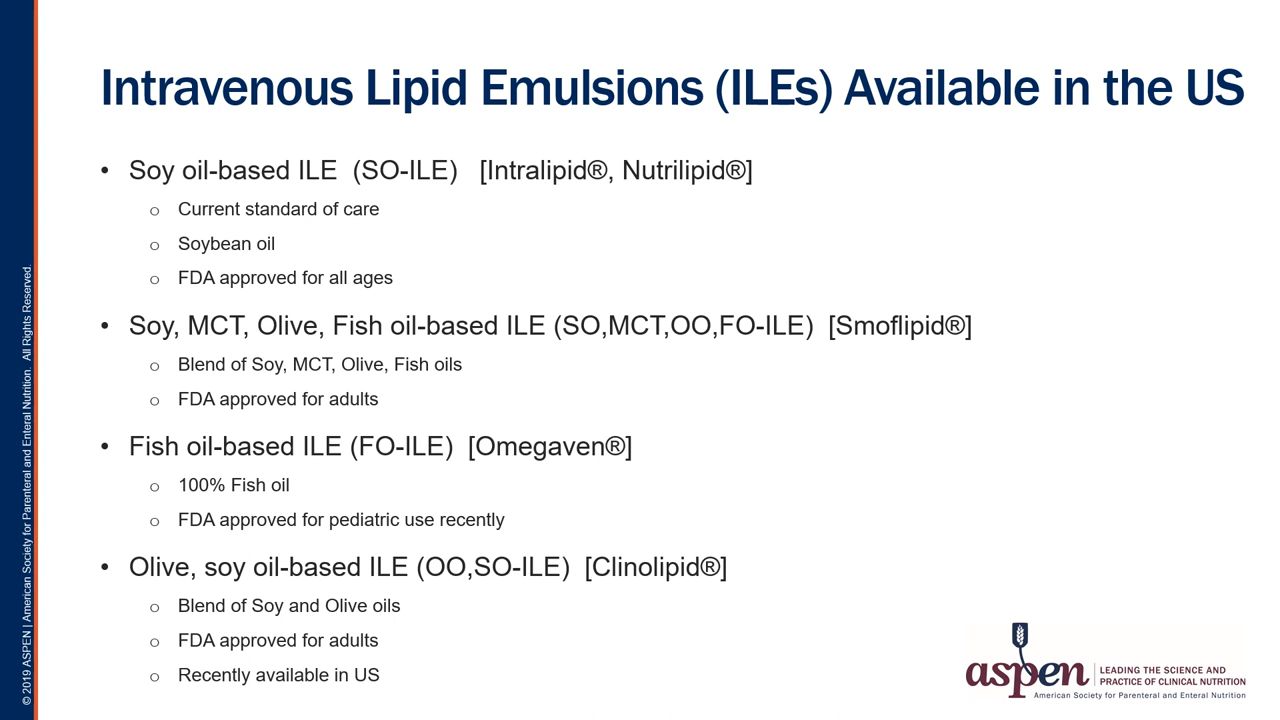 Intravenous Lipid Emulsions (ILEs) Available in the US
• Soy oil-based ILE (SO-ILE) [Intralipid®, Nutrilipid®]
o Current standard of care
o Soybean oil
o FDA approved for all ages
• Soy, MCT, Olive, Fish oil-based ILE (SO,MCT,OO,FO-ILE) [Smoflipid®]
o Blend of Soy, MCT, Olive, Fish oils
o FDA approved for adults
• Fish oil-based ILE (FO-ILE) [Omegaven®]
o 100% Fish oil
o FDA approved for pediatric use recently
• Olive, soy oil-based ILE (OO,SO-ILE) [Clinolipid®]
o Blend of Soy and Olive oils
o FDA approved for adults
o Recently available in US
© 2019 ASPEN | American Society for Parenteral and Enteral Nutrition. All Rights Reserved.
aspen
LEADING THE SCIENCE AND
PRACTICE OF CLINICAL NUTRITION
American Society for Parenteral and Enteral Nutrition